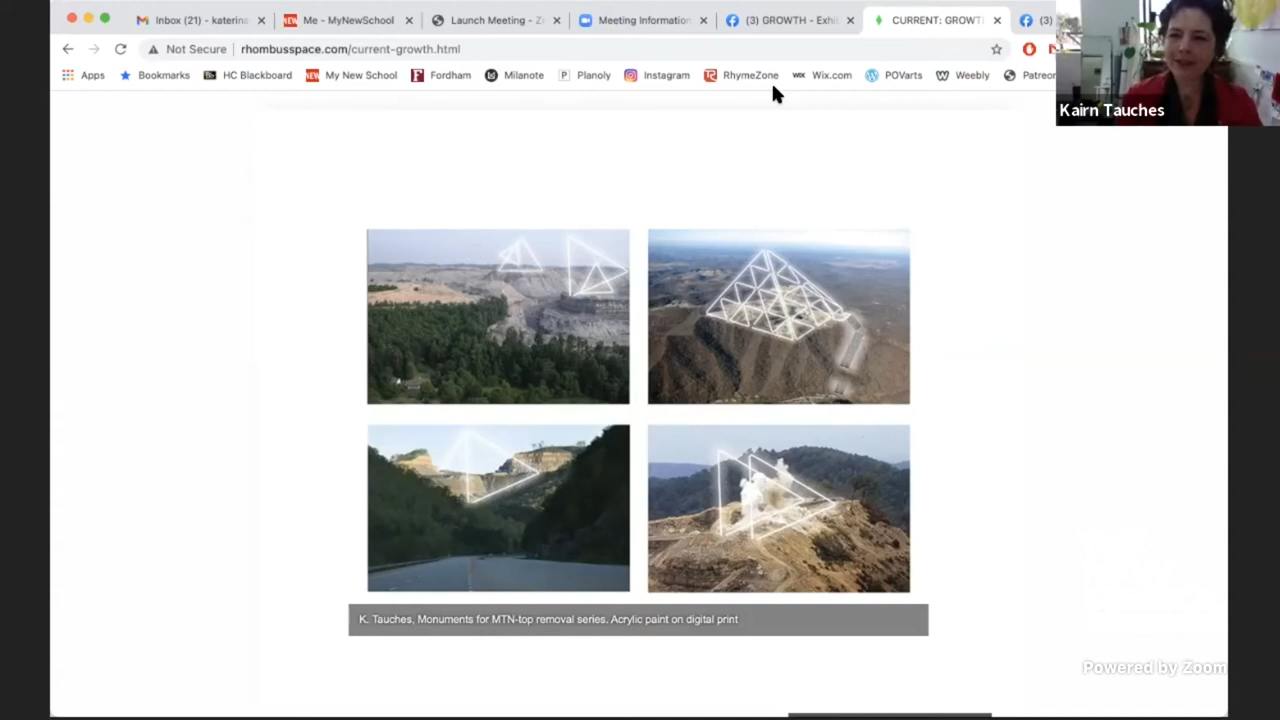 Inbox (21) - katerina
Me - MyNewSchool
Launch Meeting - Z
Meeting Information
(3) GROWTH - Exhi
CURRENT: GROWT
(3)
Not Secure
rhombusspace.com/current-growth.html
Apps
Bookmarks
HC Blackboard
My New School
Fordham
Milanote
Planoly
Instagram
RhymeZone
Wix.com
POVarts
Weebly
Patreon
Kairn Tauches
K. Tauches, Monuments for MTN-top removal series. Acrylic paint on digital print
Powered by Zoom